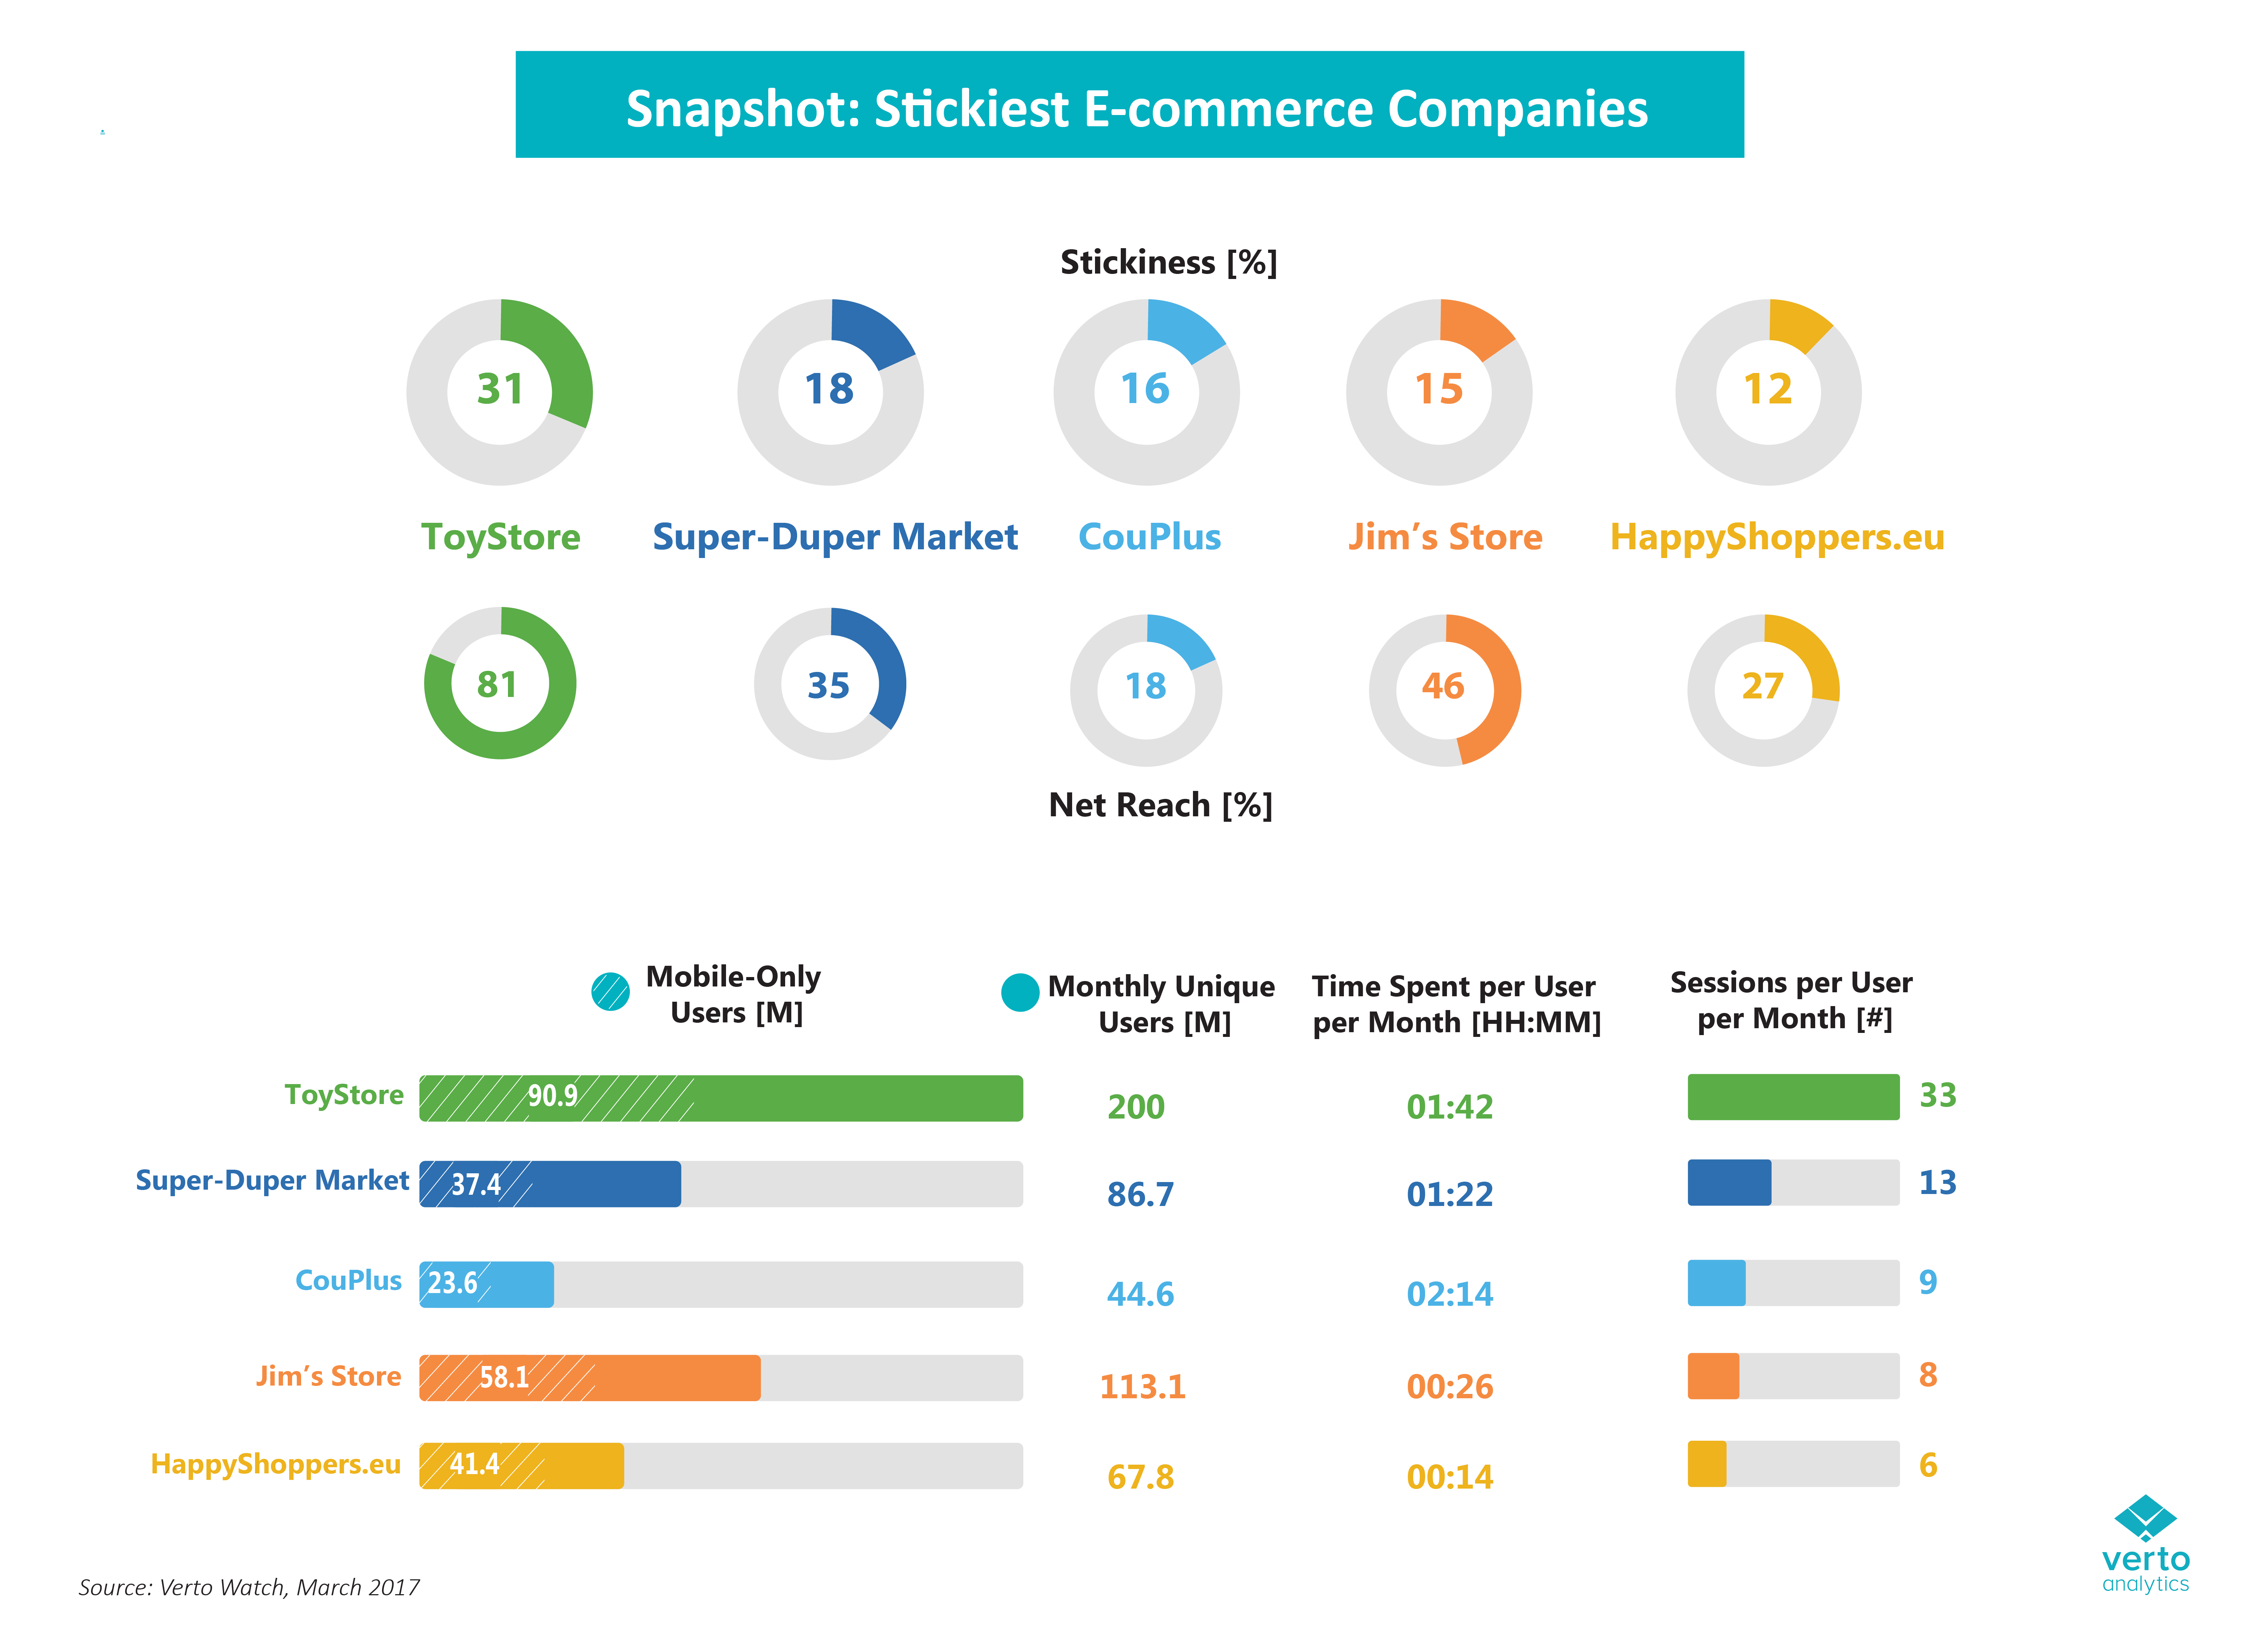 Snapshot: Stickiest E-commerce Companies
Stickiness [%]
31 18 16 15 12
ToyStore Super-Duper Market CouPlus Jim's Store HappyShoppers.eu
81 35 18 46 27
Net Reach [%]
Mobile-Only
Users [M]
Monthly Unique
Users [M]
Time Spent per User
per Month [HH:MM]
Sessions per User
per Month [#]
ToyStore 90.9 200 01:42 33
Super-Duper Market 37.4 86.7 01:22 13
CouPlus 23.6 44.6 02:14 9
Jim's Store 58.1 113.1 00:26 8
HappyShoppers.eu 41.4 67.8 00:14 6
verto
analytics
Source: Verto Watch, March 2017